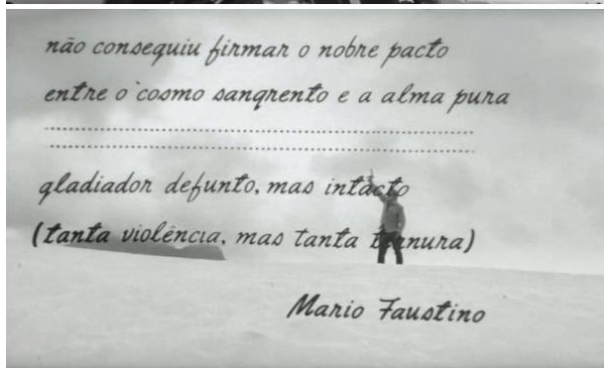 não conseguiu firmar o nobre pacto
entre o cosmo sangrento e a alma pura
........................................................................
........................................................................
gladiador defunto, mas intacto
(tanta violência, mas tanta ternura)
Mario Faustino